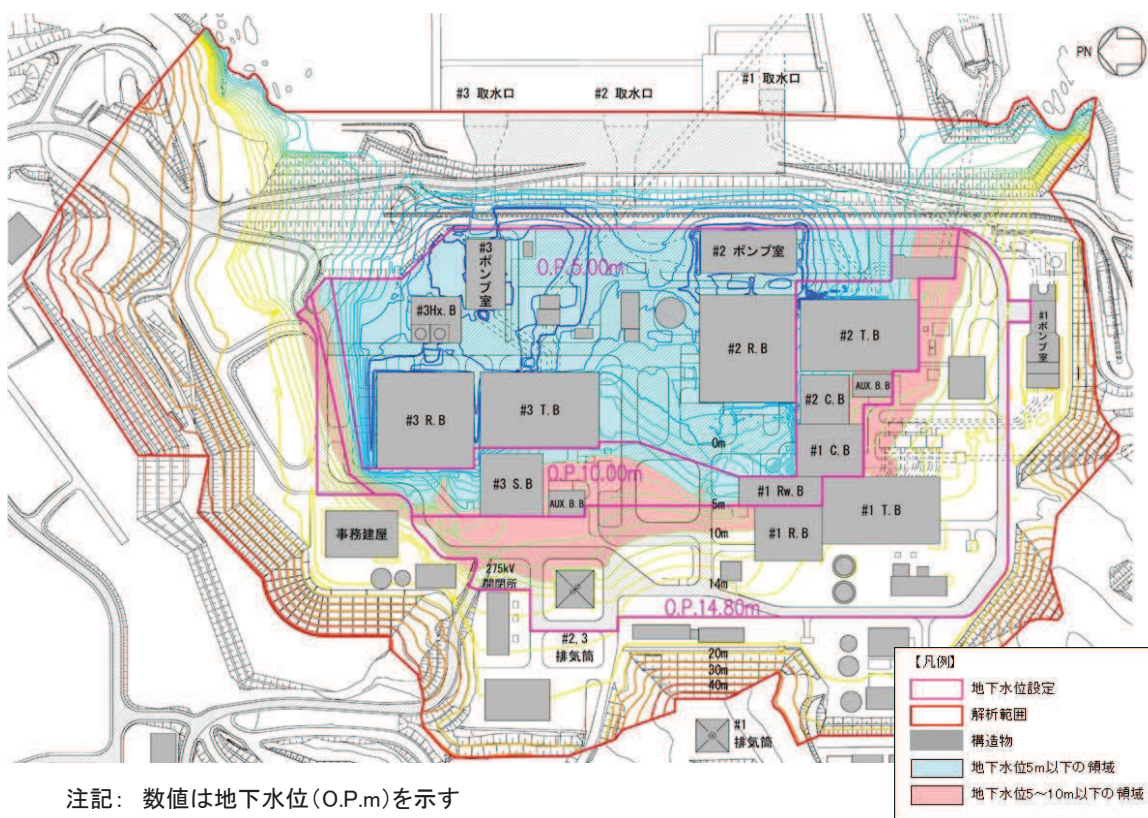 PN
#3 取水口
#2 取水口
#1 取水口
#3 ポンプ室
O.P.5.00m
#2 ポンプ室
#3Hx.B
#1 ポンプ室
#2 R.B
#2 T.B
#3 R.B
#3 T.B
#2 C.B
AUX.B.B
0m
#1 C.B
#3 S.B
O.P.10.00m
AUX.B.B
#1 Rw.B
5m
#1 T.B
事務建屋
10m
#1 R.B
275kV
開閉所
14m
O.P.14.80m
#2,3
排気筒
20m
30m
40m
#1
排気筒
【凡例】
地下水位設定
解析範囲
構造物
地下水位5m以下の領域
地下水位5～10m以下の領域
注記： 数値は地下水位(O.P.m)を示す